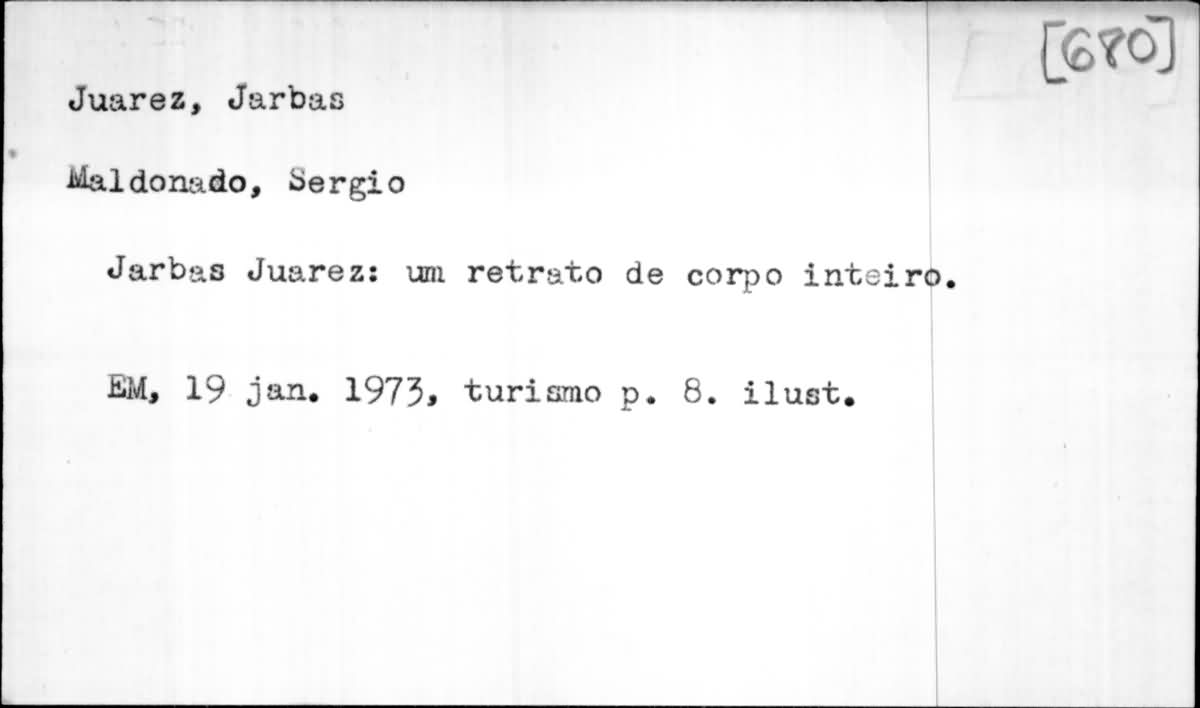 [670]
Juarez, Jarbas
Maldonado, Sergio
Jarbas Juarez: um retrato de corpo inteiro.
EM, 19 jan. 1973, turismo p. 8. ilust.